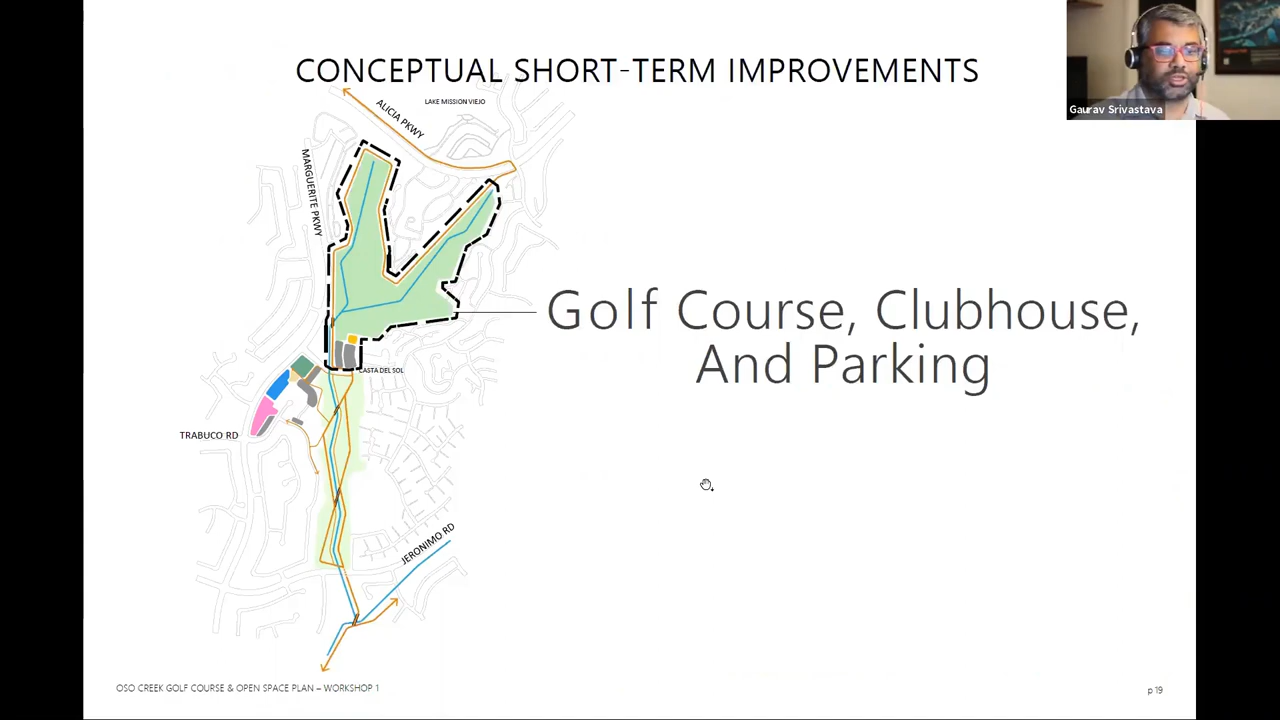 CONCEPTUAL SHORT-TERM IMPROVEMENTS
Gaurav Srivastava
LAKE MISSION VIEJO
ALICIA PKWY
MARGUERITE PKWY
Golf Course, Clubhouse,
And Parking
CASTA DEL SOL
TRABUCO RD
JERONIMO RD
OSO CREEK GOLF COURSE & OPEN SPACE PLAN – WORKSHOP 1
p 19